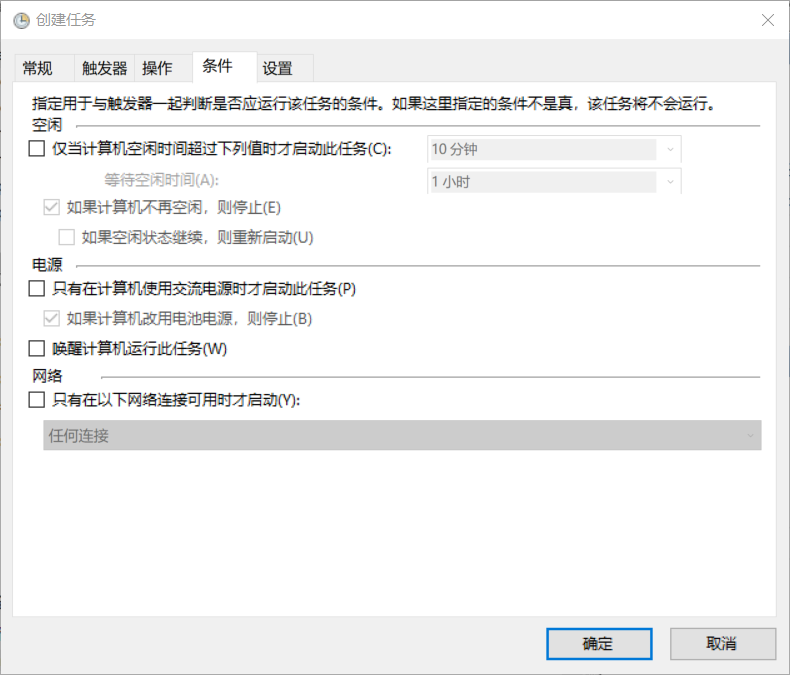 创建任务
常规 触发器 操作 条件 设置
指定用于与触发器一起判断是否应运行该任务的条件。如果这里指定的条件不是真，该任务将不会运行。
空闲
仅当计算机空闲时间超过下列值时才启动此任务(C): 10 分钟
等待空闲时间(A): 1 小时
如果计算机不再空闲，则停止(E)
如果空闲状态继续，则重新启动(U)
电源
只有在计算机使用交流电源时才启动此任务(P)
如果计算机改用电池电源，则停止(B)
唤醒计算机运行此任务(W)
网络
只有在以下网络连接可用时才启动(Y):
任何连接
确定 取消